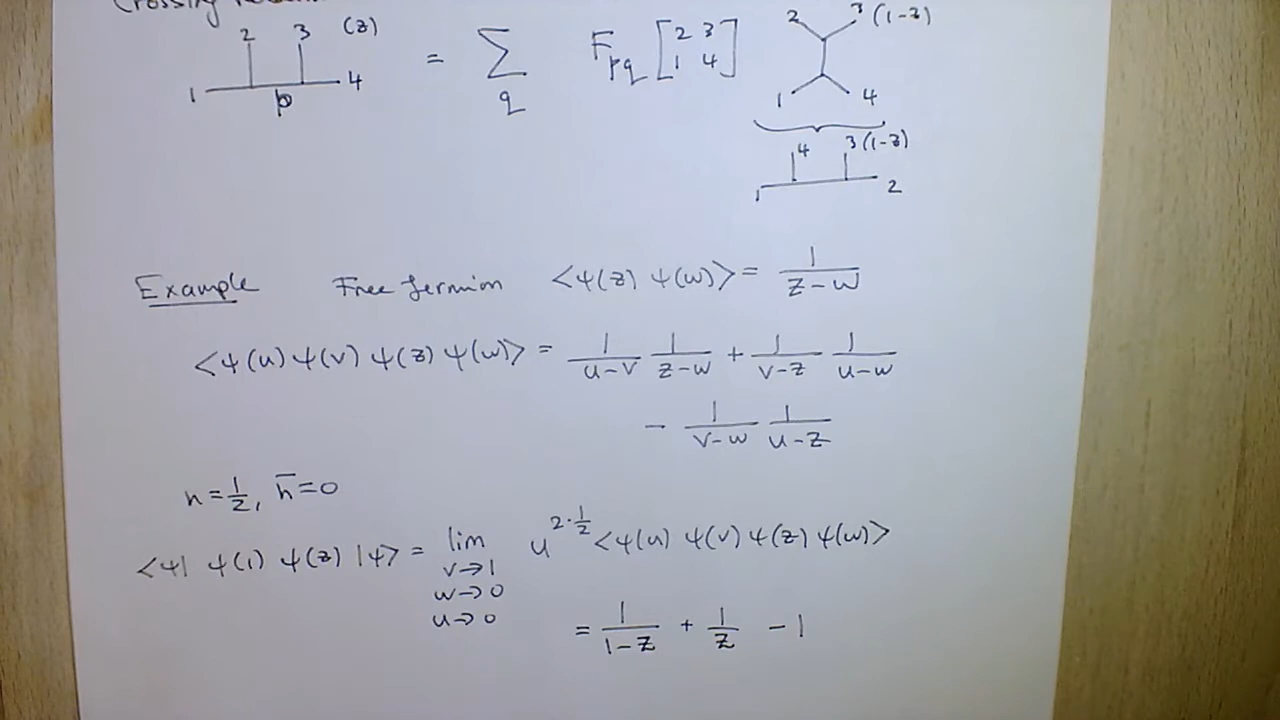 Crossing
2 3 (z) 2 3 (1-z)
1 p 4 = ∑_q F_pq [2 3 / 1 4] 1 4
4 3 (1-z)
1 2
Example Free fermion ⟨ψ(z) ψ(w)⟩ = 1/(z-w)
⟨ψ(u) ψ(v) ψ(z) ψ(w)⟩ = 1/(u-v) 1/(z-w) + 1/(v-z) 1/(u-w)
- 1/(v-w) 1/(u-z)
h = 1/2, h̄ = 0
⟨ψ| ψ(1) ψ(z) |ψ⟩ = lim u^{2·1/2} ⟨ψ(u) ψ(v) ψ(z) ψ(w)⟩
v→1
w→0
u→0
= 1/(1-z) + 1/z - 1